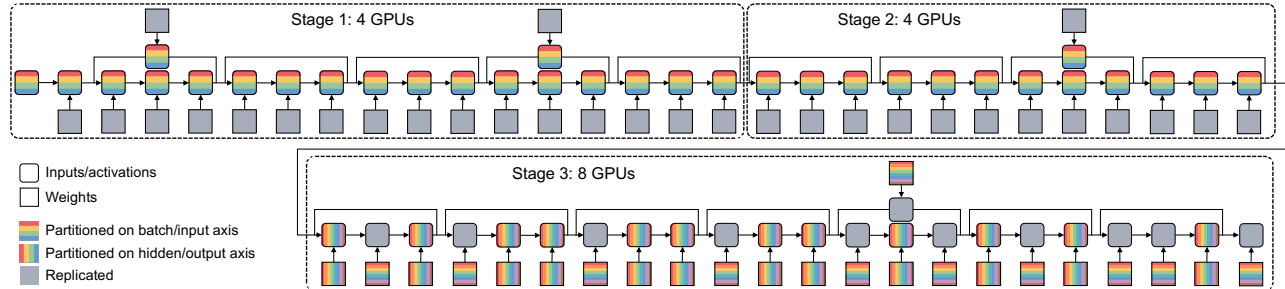 Stage 1: 4 GPUs
Stage 2: 4 GPUs
Stage 3: 8 GPUs
Inputs/activations
Weights
Partitioned on batch/input axis
Partitioned on hidden/output axis
Replicated